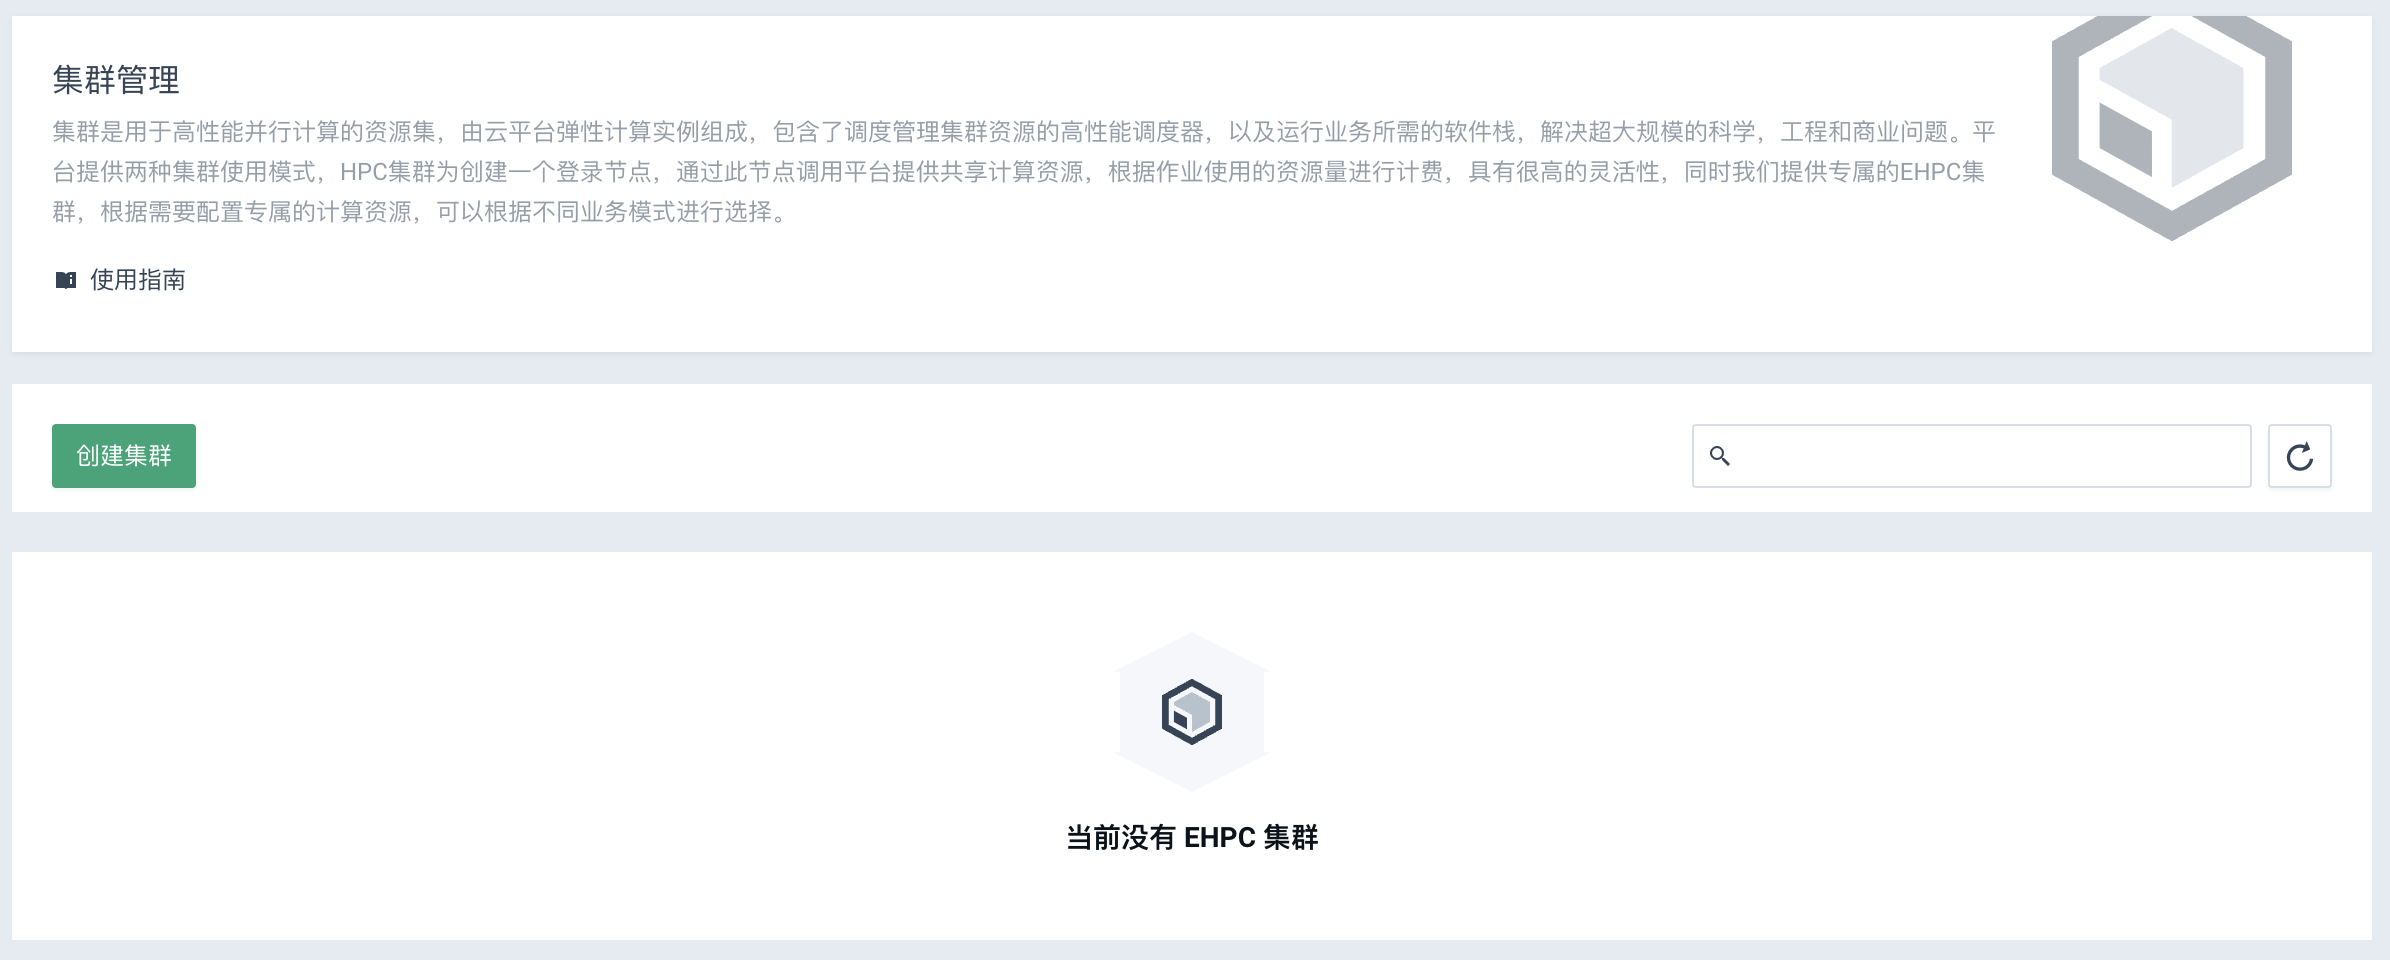 集群管理
集群是用于高性能并行计算的资源集，由云平台弹性计算实例组成，包含了调度管理集群资源的高性能调度器，以及运行业务所需的软件栈，解决超大规模的科学，工程和商业问题。平
台提供两种集群使用模式，HPC集群为创建一个登录节点，通过此节点调用平台提供共享计算资源，根据作业使用的资源量进行计费，具有很高的灵活性，同时我们提供专属的EHPC集
群，根据需要配置专属的计算资源，可以根据不同业务模式进行选择。
使用指南
创建集群
当前没有 EHPC 集群